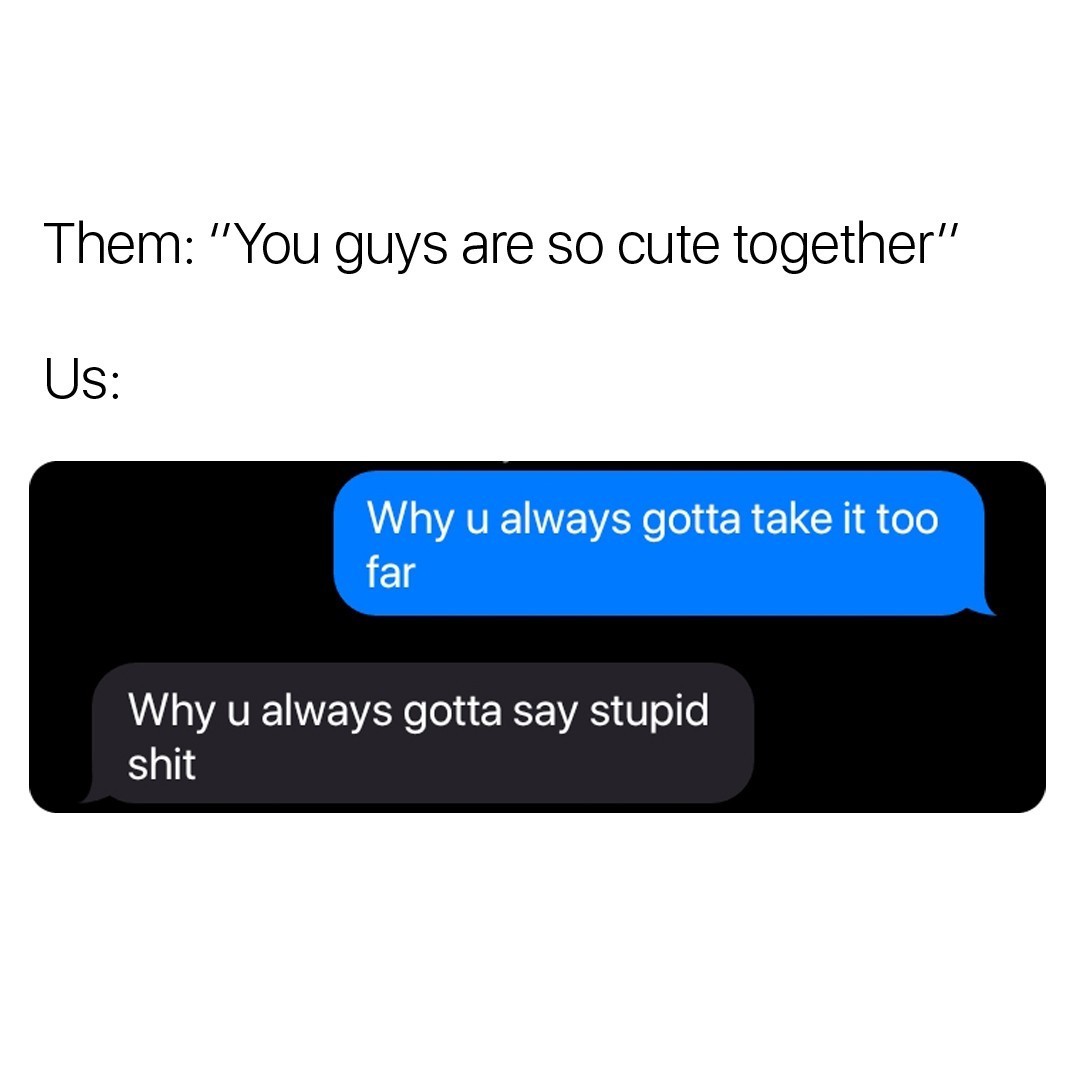 Them: "You guys are so cute together"
Us:
Why u always gotta take it too
far
Why u always gotta say stupid
shit